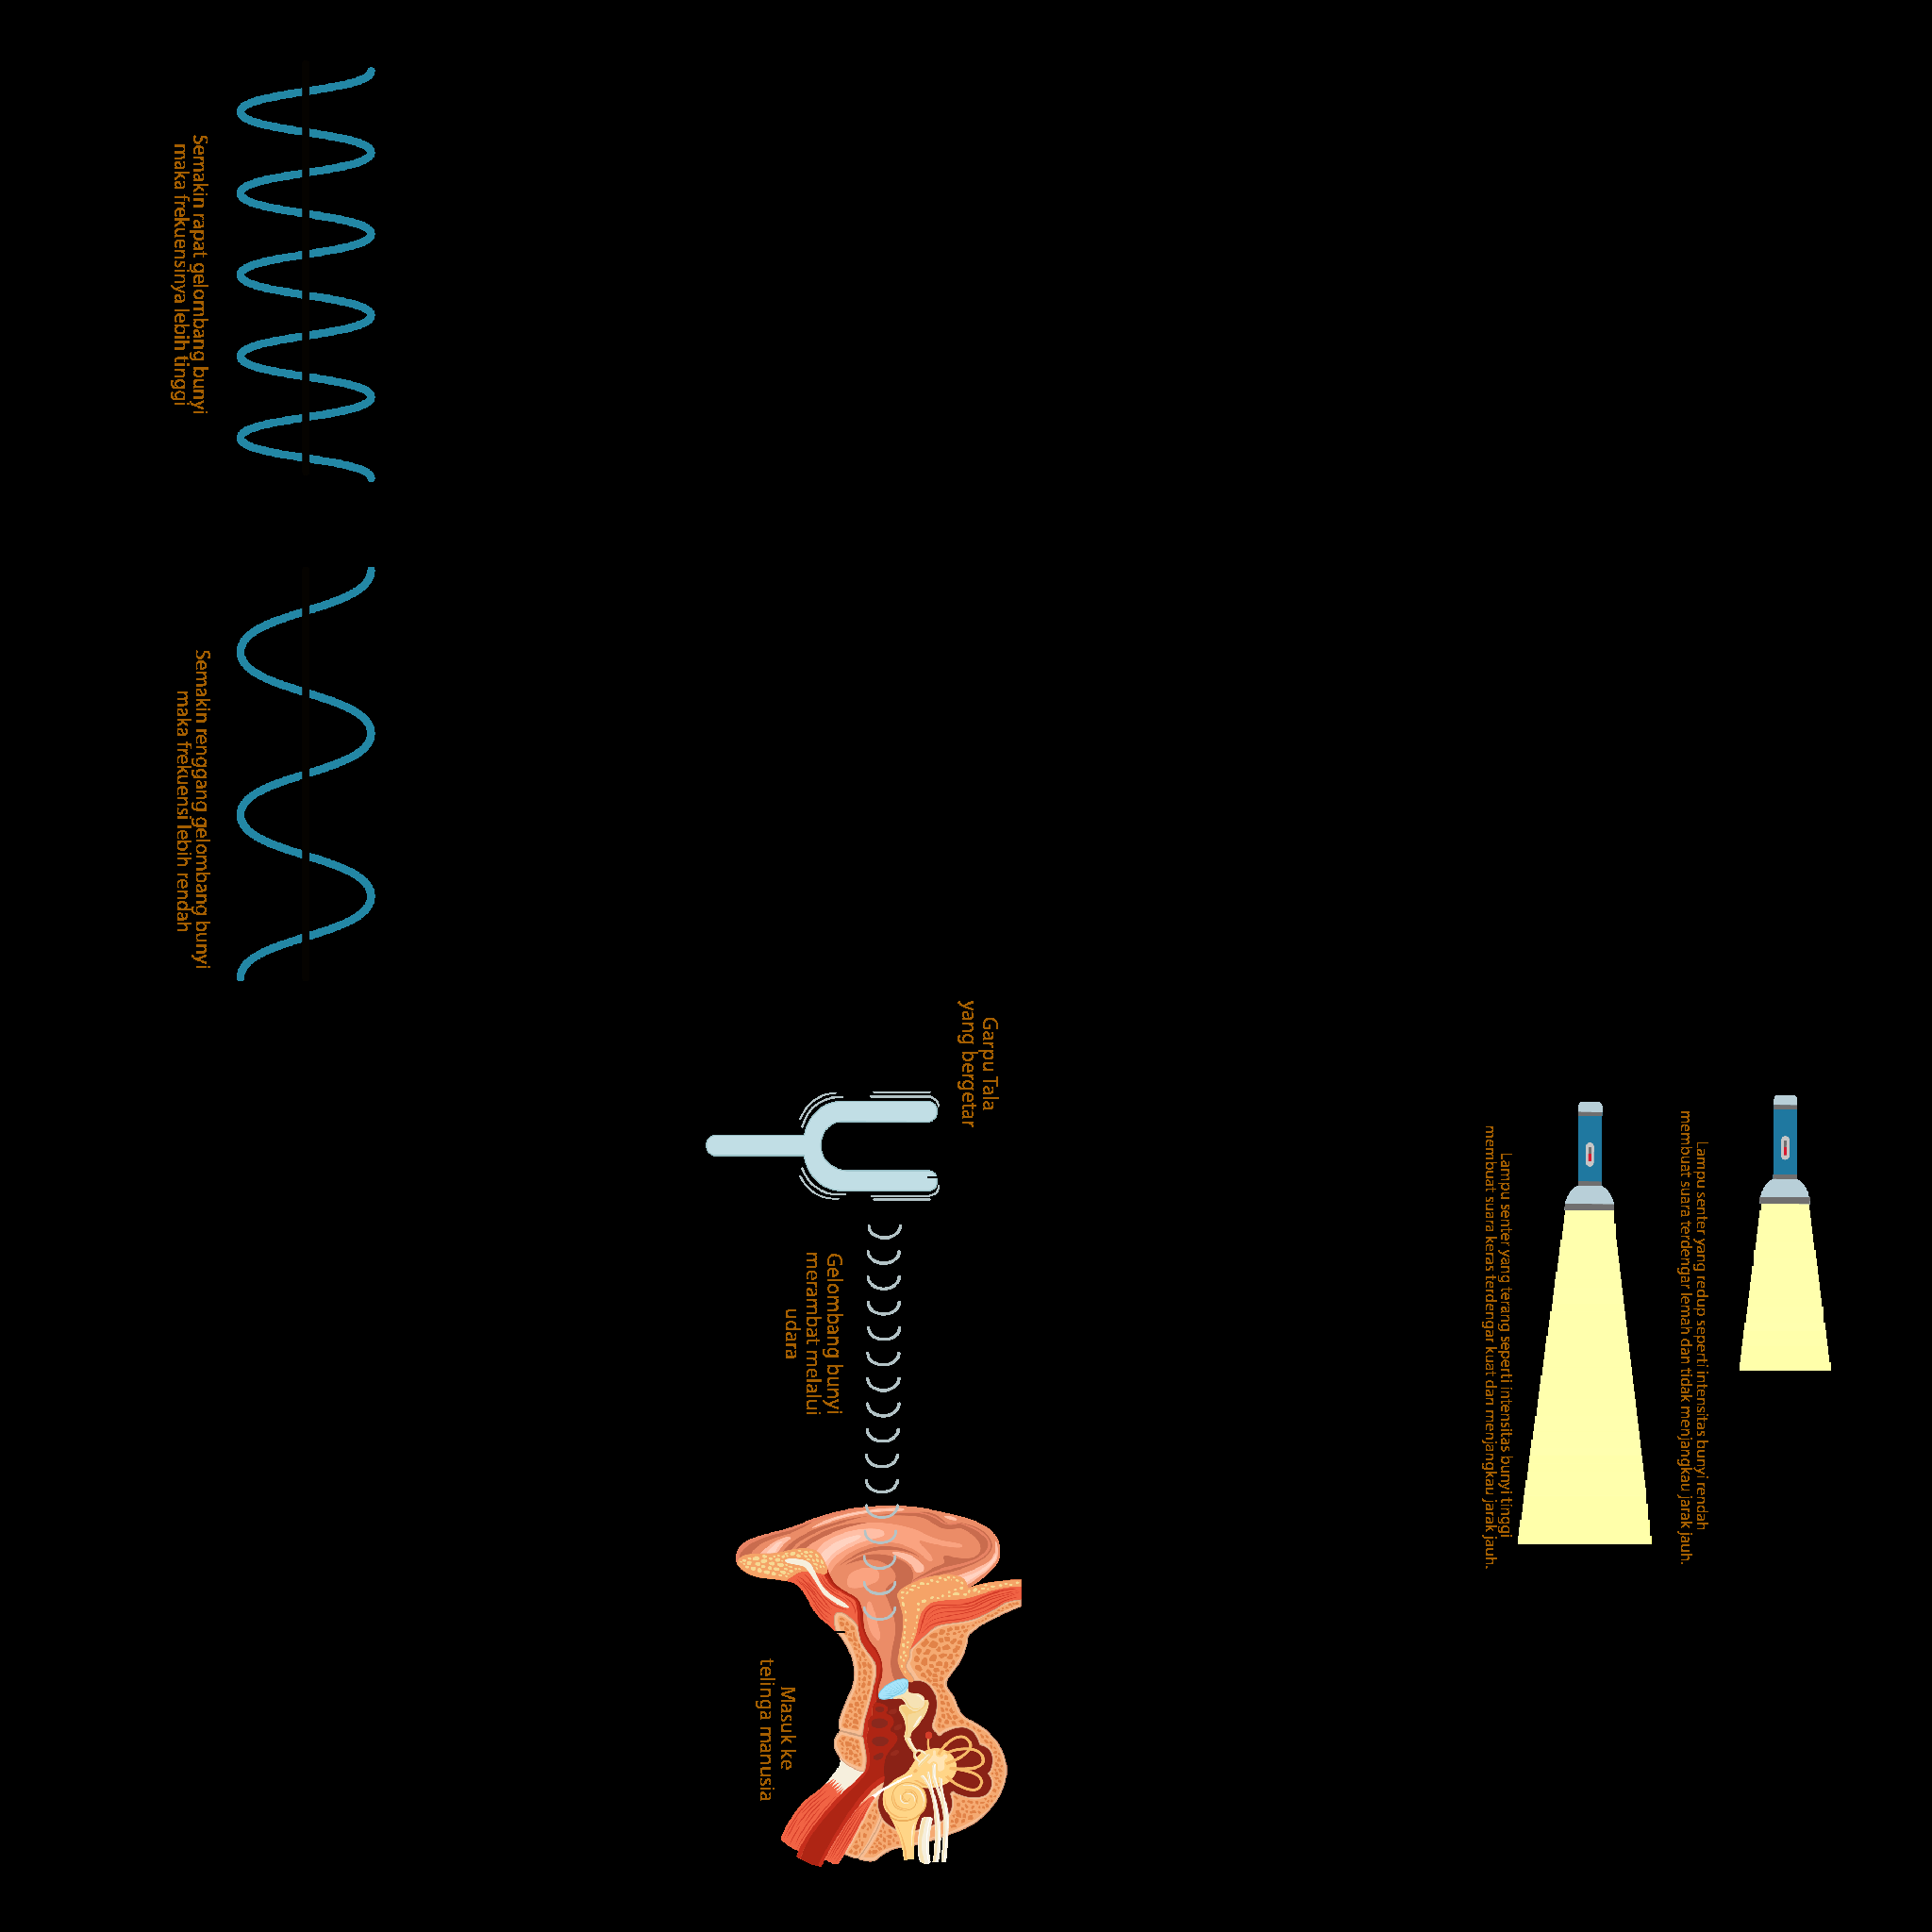 Lampu senter yang redup seperti intensitas bunyi rendah
membuat suara terdengar lemah dan tidak menjangkau jarak jauh.
Lampu senter yang terang seperti intensitas bunyi tinggi
membuat suara keras terdengar kuat dan menjangkau jarak jauh.
Garpu Tala
yang bergetar
Gelombang bunyi
merambat melalui
udara
Masuk ke
telinga manusia
Semakin rapat gelombang bunyi
maka frekuensinya lebih tinggi
Semakin renggang gelombang bunyi
maka frekuensi lebih rendah